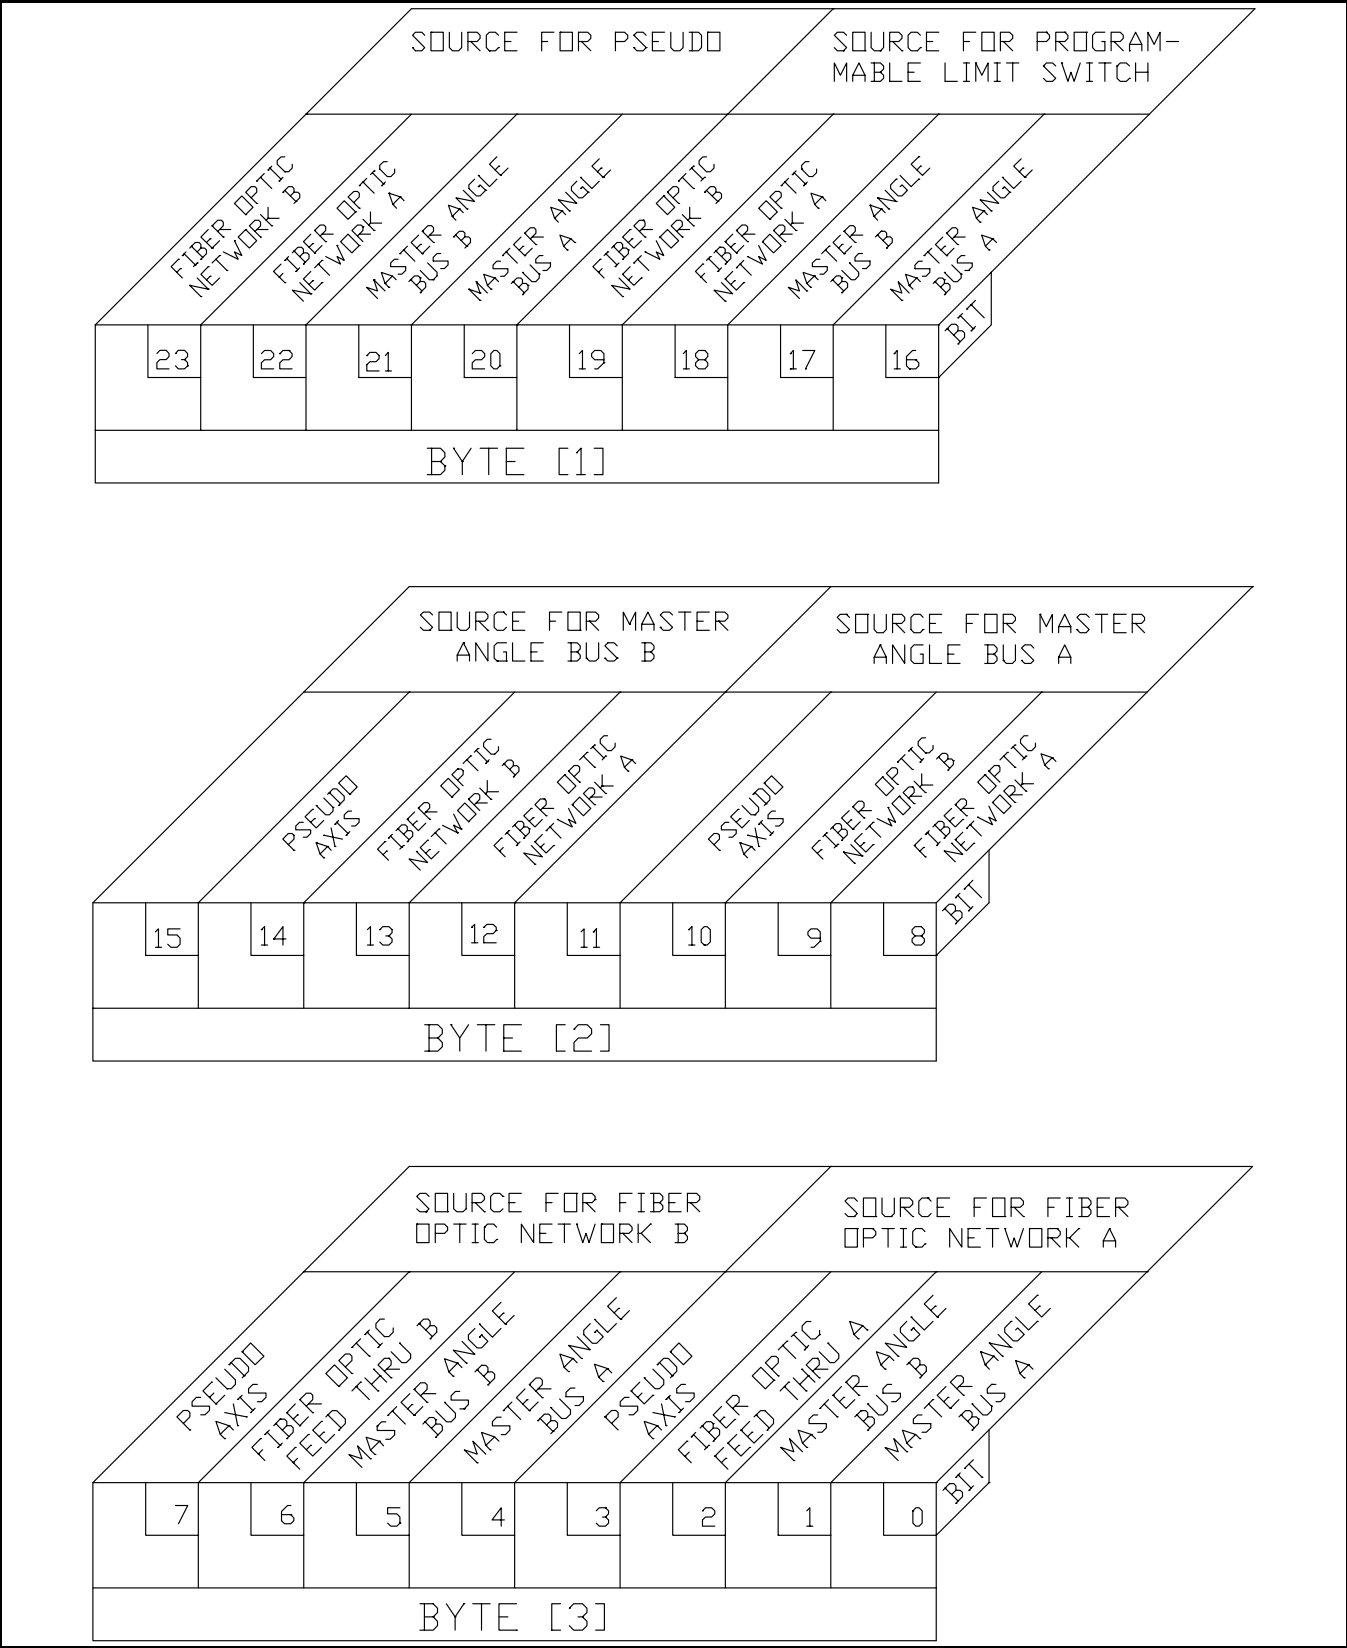 SOURCE FOR PSEUDO
SOURCE FOR PROGRAM-
MABLE LIMIT SWITCH
FIBER OPTIC
NETWORK B
FIBER OPTIC
NETWORK A
MASTER ANGLE
BUS B
MASTER ANGLE
BUS A
FIBER OPTIC
NETWORK B
FIBER OPTIC
NETWORK A
MASTER ANGLE
BUS B
MASTER ANGLE
BUS A
BIT
23 22 21 20 19 18 17 16
BYTE [1]
SOURCE FOR MASTER
ANGLE BUS B
SOURCE FOR MASTER
ANGLE BUS A
PSEUDO
AXIS
FIBER OPTIC
NETWORK B
FIBER OPTIC
NETWORK A
PSEUDO
AXIS
FIBER OPTIC
NETWORK B
FIBER OPTIC
NETWORK A
BIT
15 14 13 12 11 10 9 8
BYTE [2]
SOURCE FOR FIBER
OPTIC NETWORK B
SOURCE FOR FIBER
OPTIC NETWORK A
PSEUDO
AXIS
FIBER OPTIC
FEED THRU B
MASTER ANGLE
BUS B
MASTER ANGLE
BUS A
PSEUDO
AXIS
FIBER OPTIC
FEED THRU A
MASTER ANGLE
BUS B
MASTER ANGLE
BUS A
BIT
7 6 5 4 3 2 1 0
BYTE [3]